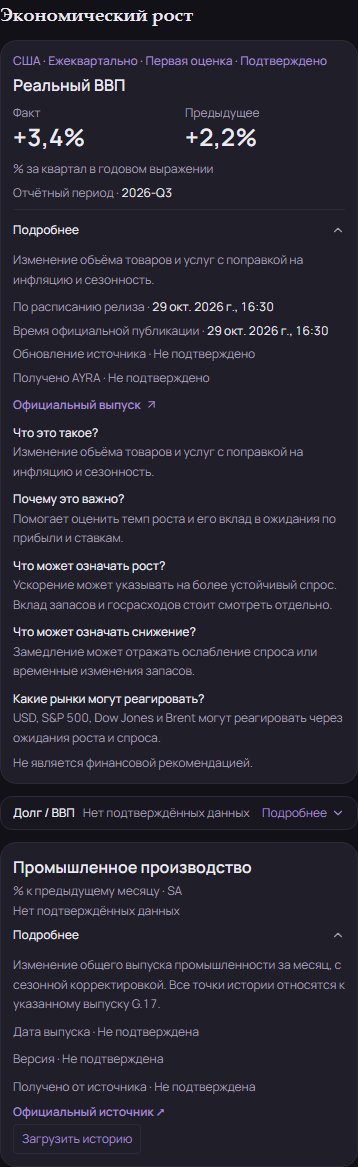 Экономический рост
США · Ежеквартально · Первая оценка · Подтверждено
Реальный ВВП
Факт
Предыдущее
+3,4%
+2,2%
% за квартал в годовом выражении
Отчётный период · 2026-Q3
Подробнее
Изменение объёма товаров и услуг с поправкой на
инфляцию и сезонность.
По расписанию релиза · 29 окт. 2026 г., 16:30
Время официальной публикации · 29 окт. 2026 г., 16:30
Обновление источника · Не подтверждено
Получено AYRA · Не подтверждено
Официальный выпуск ↗
Что это такое?
Изменение объёма товаров и услуг с поправкой на
инфляцию и сезонность.
Почему это важно?
Помогает оценить темп роста и его вклад в ожидания по
прибыли и ставкам.
Что может означать рост?
Ускорение может указывать на более устойчивый спрос.
Вклад запасов и госрасходов стоит смотреть отдельно.
Что может означать снижение?
Замедление может отражать ослабление спроса или
временные изменения запасов.
Какие рынки могут реагировать?
USD, S&P 500, Dow Jones и Brent могут реагировать через
ожидания роста и спроса.
Не является финансовой рекомендацией.
Долг / ВВП Нет подтверждённых данных Подробнее
Промышленное производство
% к предыдущему месяцу · SA
Нет подтверждённых данных
Подробнее
Изменение общего выпуска промышленности за месяц, с
сезонной корректировкой. Все точки истории относятся к
указанному выпуску G.17.
Дата выпуска · Не подтверждена
Версия · Не подтверждена
Получено от источника · Не подтверждена
Официальный источник ↗
Загрузить историю